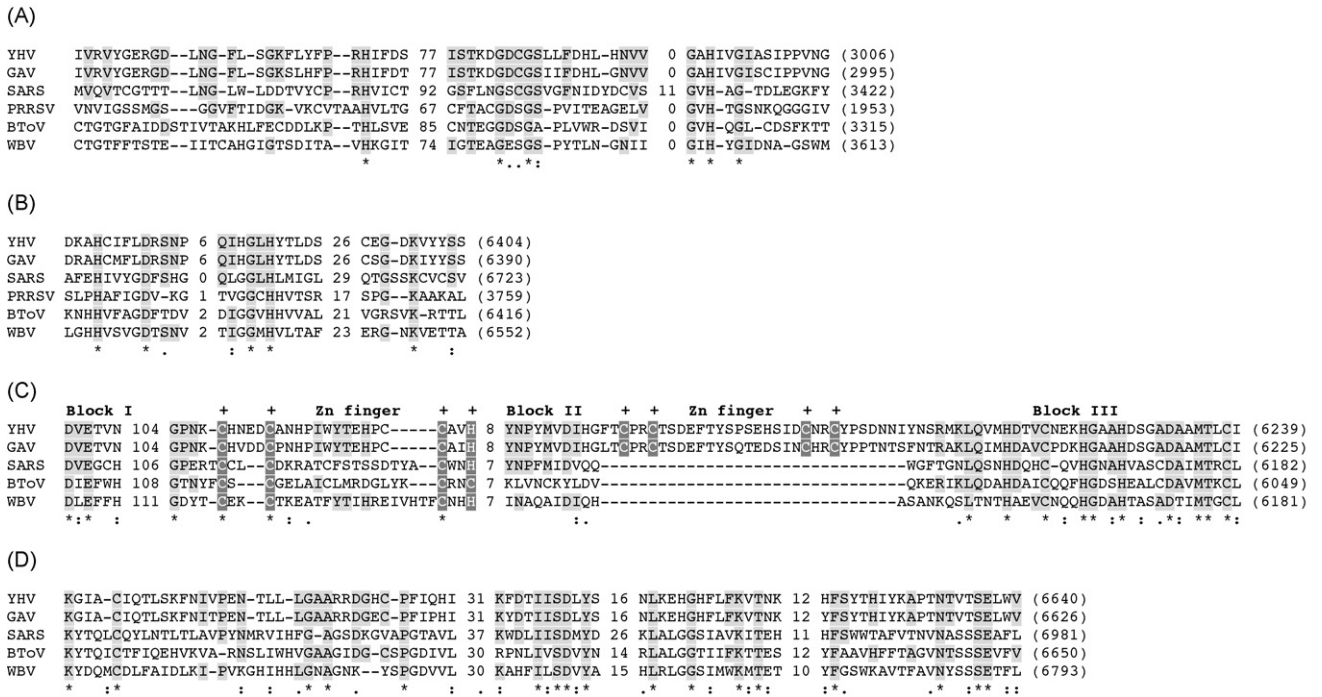 (A)
YHV IVRVYGERGD--LNG-FL-SGKFLYFP--RHIFDS 77 ISTKDGDCGSLLFDHL-HNVV 0 GAHIVGIASIPPVNG (3006)
GAV IVRVYGERGD--LNG-FL-SGKSLHFP--RHIFDT 77 ISTKDGDCGSIIFDHL-GNVV 0 GAHIVGISCIPPVNG (2995)
SARS MVQVTCGTTT--LNG-LW-LDDTVYCP--RHVICT 92 GSFLNGSCGSVGFNIDYDCVS 11 GVH-AG-TDLEGKFY (3422)
PRRSV VNVIGSSMGS---GGVFTIDGK-VKCVTAAHVLTG 67 CFTACGDSGS-PVITEAGELV 0 GVH-TGSNKQGGGIV (1953)
BToV CTGTGFAIDDSTIVTAKHLFECDDLKP--THLSVE 85 CNTEGGDSGA-PLVWR-DSVI 0 GVH-QGL-CDSFKTT (3315)
WBV CTGTFFTSTE--IITCAHGIGTSDITA--VHKGIT 74 IGTEAGESGS-PYTLN-GNII 0 GIH-YGIDNA-GSWM (3613)
* *..*: * * *
(B)
YHV DKAHCIFLDRSNP 6 QIHGLHYTLDS 26 CEG-DKVYYSS (6404)
GAV DRAHCMFLDRSNP 6 QIHGLHYTLDS 26 CSG-DKIYYSS (6390)
SARS AFEHIVYGDFSHG 0 QLGGLHLMIGL 29 QTGSSKCVCSV (6723)
PRRSV SLPHAFIGDV-KG 1 TVGGCHHVTSR 17 SPG--KAAKAL (3759)
BToV KNHHVFAGDFTDV 2 DIGGVHHVVAL 21 VGRSVK-RTTL (6416)
WBV LGHHVSVGDTSNV 2 TIGGMHVLTAF 23 ERG-NKVETTA (6552)
* * . : * * * :
(C)
Block I + + Zn finger + + Block II + + Zn finger + + Block III
YHV DVETVN 104 GPNK-CHNEDCANHPIWYTEHPC-----CAVH 8 YNPYMVDIHGFTCPRCTSDEFTYSPSEHSIDCNRCYPSDNNIYNSRMKLQVMHDTVCNEKHGAAHDSGADAAMTLCI (6239)
GAV DVETVN 104 GPNK-CHVDDCPNHPIWYTEHPC-----CAIH 8 YNPYMVDIHGLTCPRCTSDEFTYSQTEDSINCHRCYPPTNTSFNTRAKLQVMHDTVCPDKHGAAHDSGADAAMTLCI (6225)
SARS DVEGCH 106 GPERTCCL--CDKRATCFSTSSDTYA--CWNH 7 YNPFMIDVQQ--------------------------------WGFTGNLQSNHDQHC-QVHGNAHVASCDAIMTRCL (6182)
BToV DIEFWH 108 GTNYFCS---CGELAICLMRDGLYK---CRNC 7 KLVNCKYLDV--------------------------------QKERIKLQDAHDAICQQFHGDSHEALCDAVMTKCL (6049)
WBV DLEFFH 111 GDYT-CEK--CTKEATFYTIHREIVHTFCNHH 7 INAQAIDIQH-------------------------------ASANKQSLTNTHAEVCNQQHGDAHTASADTIMTGCL (6181)
*:* : * * * :. * :. .* * * : ** : * .*: ** *:
(D)
YHV KGIAC-CIQTLSKFNIVPEN-TLL-LGAARRDGHC-PFIQHI 31 KFDTIISDLYS 16 NLKEHGHFLFKVTNK 12 HFSYTHIYKAPTNTVTSELWV (6640)
GAV KGIAC-CIQTLSKFNITPEN-TLL-LGAARRDGEC-PFIPHI 31 KYDTIISDLYS 16 NLKEHGHFLFKVTNK 12 HFSYTHIYKAPTNTVTSELWV (6626)
SARS KYTQLCQYLNTLTLAVPYNMRVIHFG-AGSDKGVAPGTAVL 37 KWDLIISDMYD 26 KLALGGSIAVKITEH 11 HFSWWTAFVTNVNASSSEAFL (6981)
BToV KYTQICTFIQEHVKVA-RNSLIWHVGAAGIDG-CSPGDIVL 30 RPNLIVSDVYN 14 RLALGGTIIFKTTES 12 YFAAVHFFTAGVNTSSSEVFV (6650)
WBV KYDQMCDLFAIDLKI-PVKGHIHHLGNAGNK--YSPGDVVL 30 KAHFILSDVYA 15 HLRLGGSIMWKMTET 10 YFGSWKAVTFAVNYSSSETFL (6793)
* :* : : .* * * : . : *:**:* .* * : *:*: :*. .* :**::